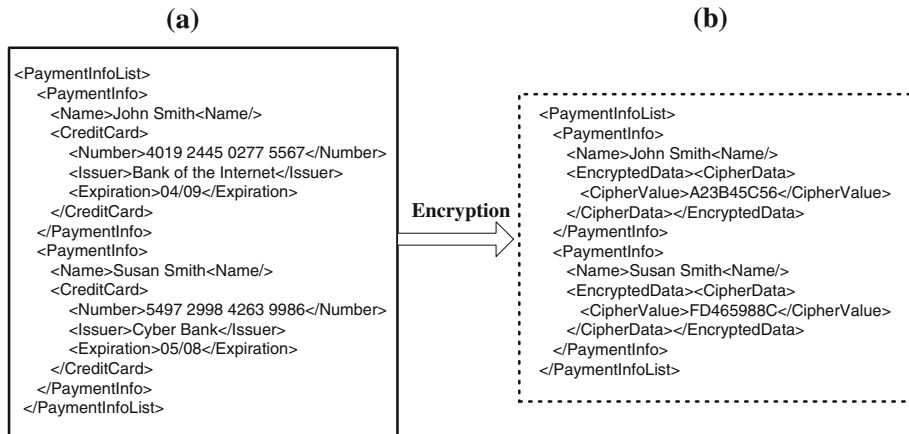 (a)
<PaymentInfoList>
<PaymentInfo>
<Name>John Smith<Name/>
<CreditCard>
<Number>4019 2445 0277 5567</Number>
<Issuer>Bank of the Internet</Issuer>
<Expiration>04/09</Expiration>
</CreditCard>
</PaymentInfo>
<PaymentInfo>
<Name>Susan Smith<Name/>
<CreditCard>
<Number>5497 2998 4263 9986</Number>
<Issuer>Cyber Bank</Issuer>
<Expiration>05/08</Expiration>
</CreditCard>
</PaymentInfo>
</PaymentInfoList>
Encryption
(b)
<PaymentInfoList>
<PaymentInfo>
<Name>John Smith<Name/>
<EncryptedData><CipherData>
<CipherValue>A23B45C56</CipherValue>
</CipherData></EncryptedData>
</PaymentInfo>
<PaymentInfo>
<Name>Susan Smith<Name/>
<EncryptedData><CipherData>
<CipherValue>FD465988C</CipherValue>
</CipherData></EncryptedData>
</PaymentInfo>
</PaymentInfoList>